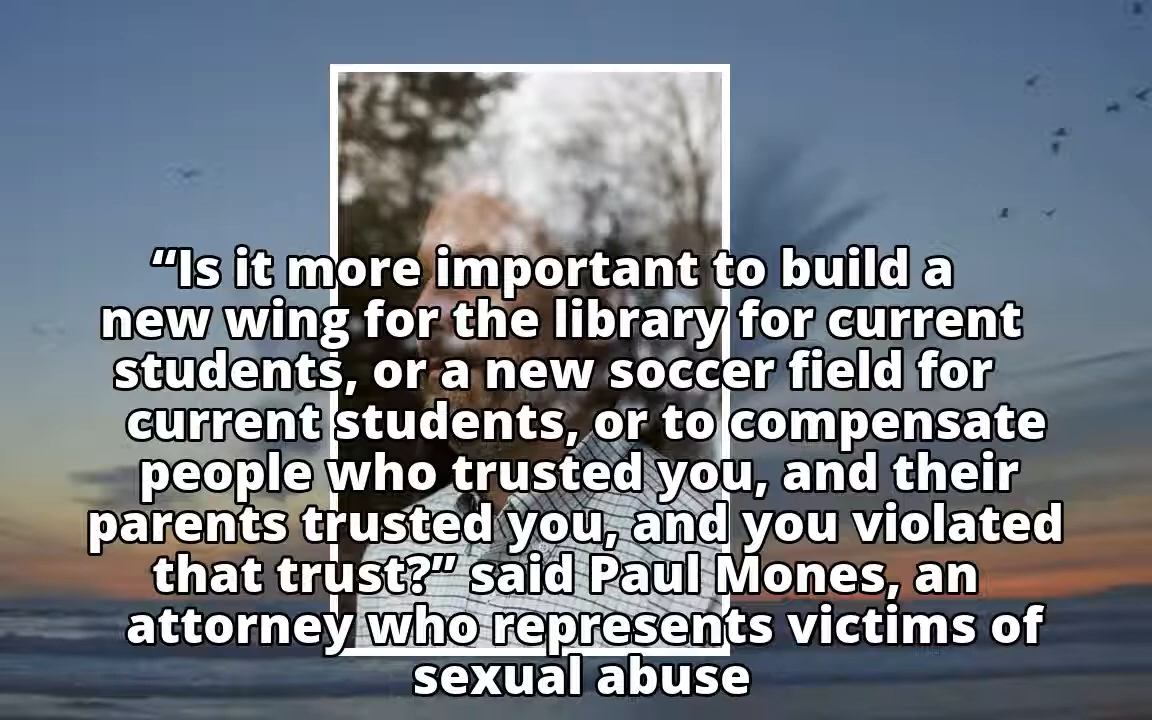 “Is it more important to build a
new wing for the library for current
students, or a new soccer field for
current students, or to compensate
people who trusted you, and their
parents trusted you, and you violated
that trust?” said Paul Mones, an
attorney who represents victims of
sexual abuse